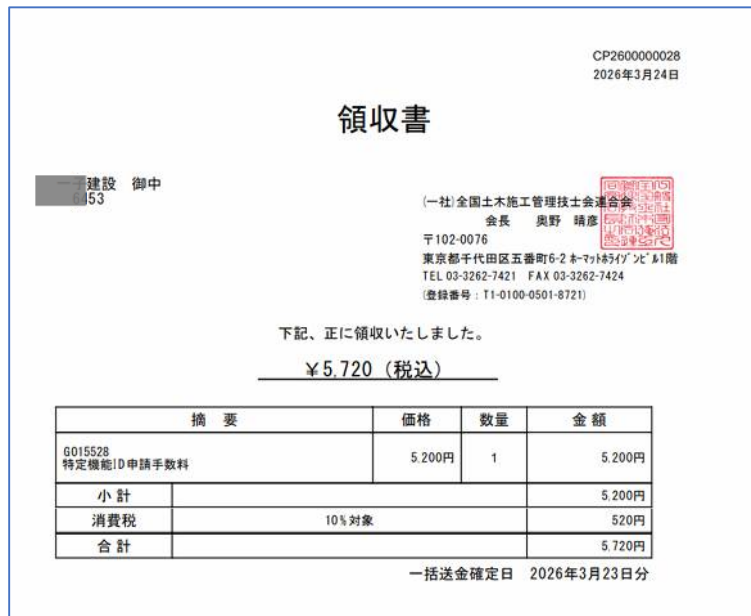 CP2600000028
2026年3月24日
領収書
建設 御中
(一社)全国土木施工管理技士会連合会
会長 奥野 晴彦
〒102-0076
東京都千代田区五番町6-2 ホーマットホライゾンビル1階
TEL 03-3262-7421 FAX 03-3262-7424
(登録番号：T1-0100-0501-8721)
下記、正に領収いたしました。
￥5,720（税込）
摘 要 価格 数量 金 額
G015528
特定機能ID申請手数料 5,200円 1 5,200円
小 計 5,200円
消費税 10％対象 520円
合 計 5,720円
一括送金確定日 2026年3月23日分